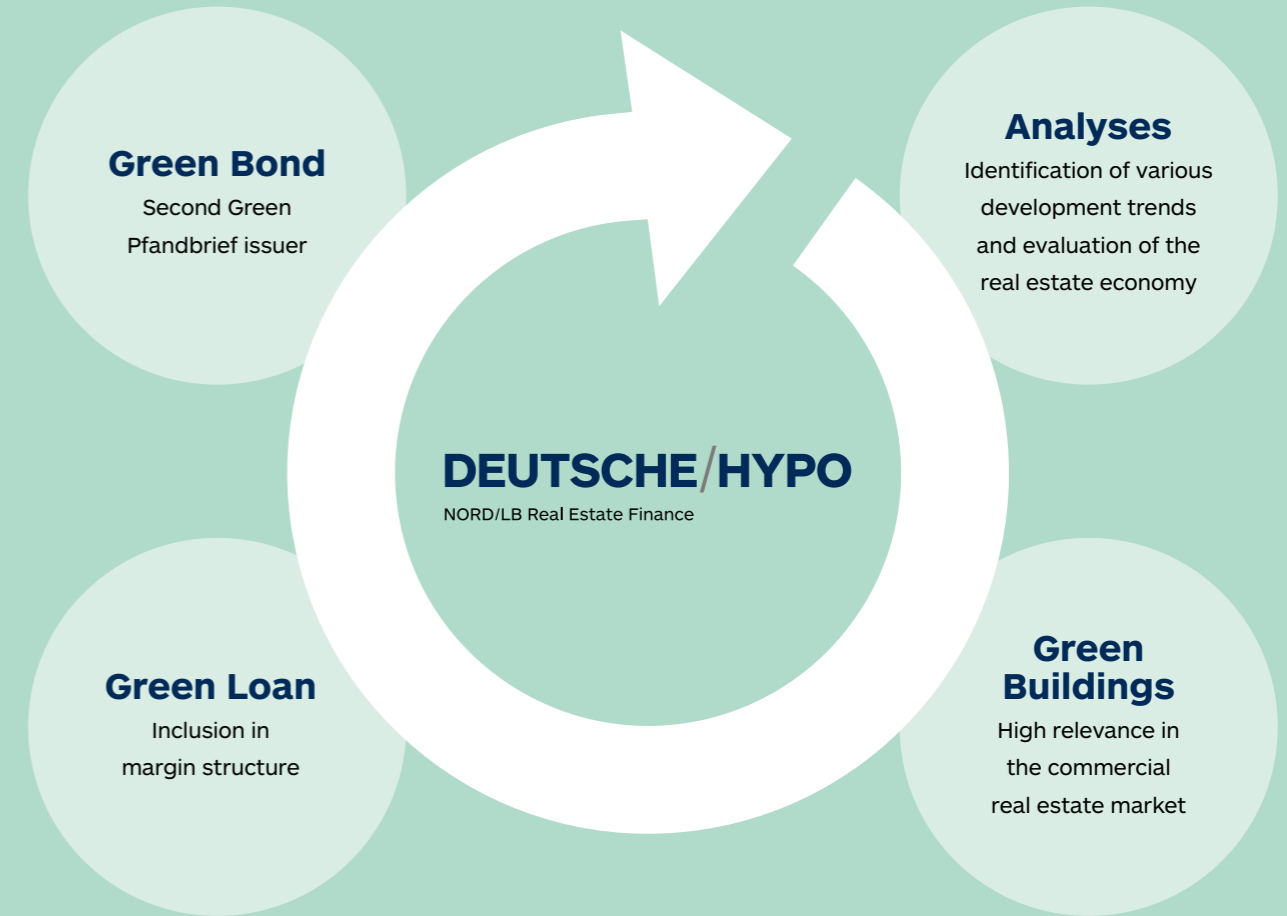 Green Bond
Second Green
Pfandbrief issuer
Analyses
Identification of various
development trends
and evaluation of the
real estate economy
DEUTSCHE/HYPO
NORD/LB Real Estate Finance
Green Loan
Inclusion in
margin structure
Green
Buildings
High relevance in
the commercial
real estate market